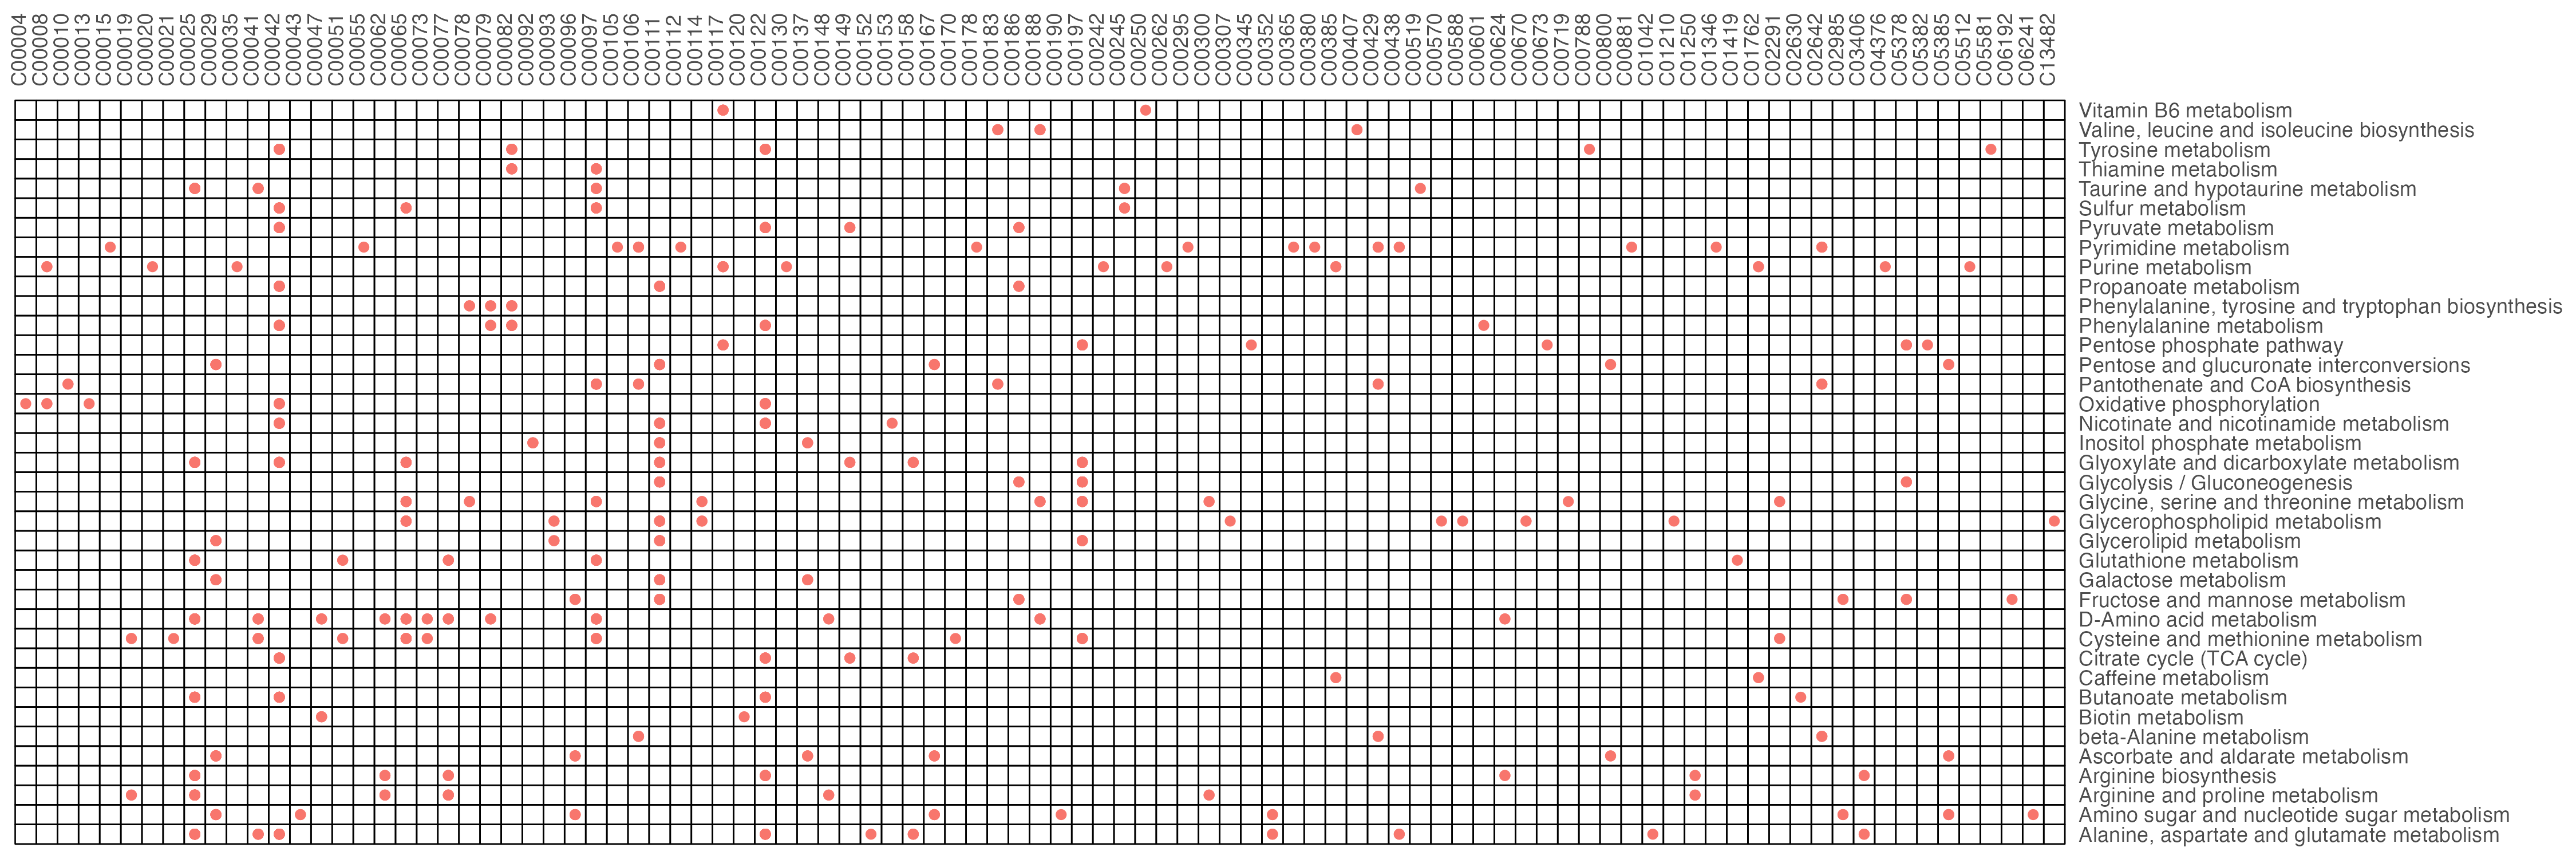 C00004
C00008
C00010
C00013
C00015
C00019
C00020
C00021
C00025
C00029
C00035
C00041
C00042
C00043
C00047
C00051
C00055
C00062
C00065
C00073
C00077
C00078
C00079
C00082
C00092
C00093
C00096
C00097
C00105
C00106
C00111
C00112
C00114
C00117
C00120
C00122
C00130
C00137
C00148
C00149
C00152
C00153
C00158
C00167
C00170
C00178
C00183
C00186
C00188
C00190
C00197
C00242
C00245
C00250
C00262
C00295
C00300
C00307
C00345
C00352
C00365
C00380
C00385
C00407
C00429
C00438
C00519
C00570
C00588
C00601
C00624
C00670
C00673
C00719
C00788
C00800
C00881
C01042
C01210
C01250
C01346
C01419
C01762
C02291
C02630
C02642
C02985
C03406
C04376
C05378
C05382
C05385
C05512
C05581
C06192
C06241
C13482
Vitamin B6 metabolism
Valine, leucine and isoleucine biosynthesis
Tyrosine metabolism
Thiamine metabolism
Taurine and hypotaurine metabolism
Sulfur metabolism
Pyruvate metabolism
Pyrimidine metabolism
Purine metabolism
Propanoate metabolism
Phenylalanine, tyrosine and tryptophan biosynthesis
Phenylalanine metabolism
Pentose phosphate pathway
Pentose and glucuronate interconversions
Pantothenate and CoA biosynthesis
Oxidative phosphorylation
Nicotinate and nicotinamide metabolism
Inositol phosphate metabolism
Glyoxylate and dicarboxylate metabolism
Glycolysis / Gluconeogenesis
Glycine, serine and threonine metabolism
Glycerophospholipid metabolism
Glycerolipid metabolism
Glutathione metabolism
Galactose metabolism
Fructose and mannose metabolism
D-Amino acid metabolism
Cysteine and methionine metabolism
Citrate cycle (TCA cycle)
Caffeine metabolism
Butanoate metabolism
Biotin metabolism
beta-Alanine metabolism
Ascorbate and aldarate metabolism
Arginine biosynthesis
Arginine and proline metabolism
Amino sugar and nucleotide sugar metabolism
Alanine, aspartate and glutamate metabolism